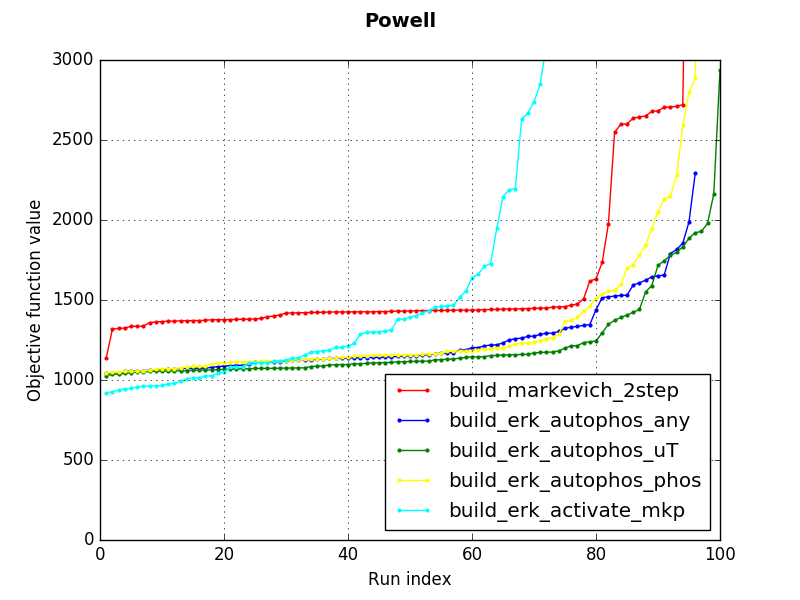 Powell
3000
2500
2000
1500
1000
500
0
Objective function value
0 20 40 60 80 100
Run index
build_markevich_2step
build_erk_autophos_any
build_erk_autophos_uT
build_erk_autophos_phos
build_erk_activate_mkp